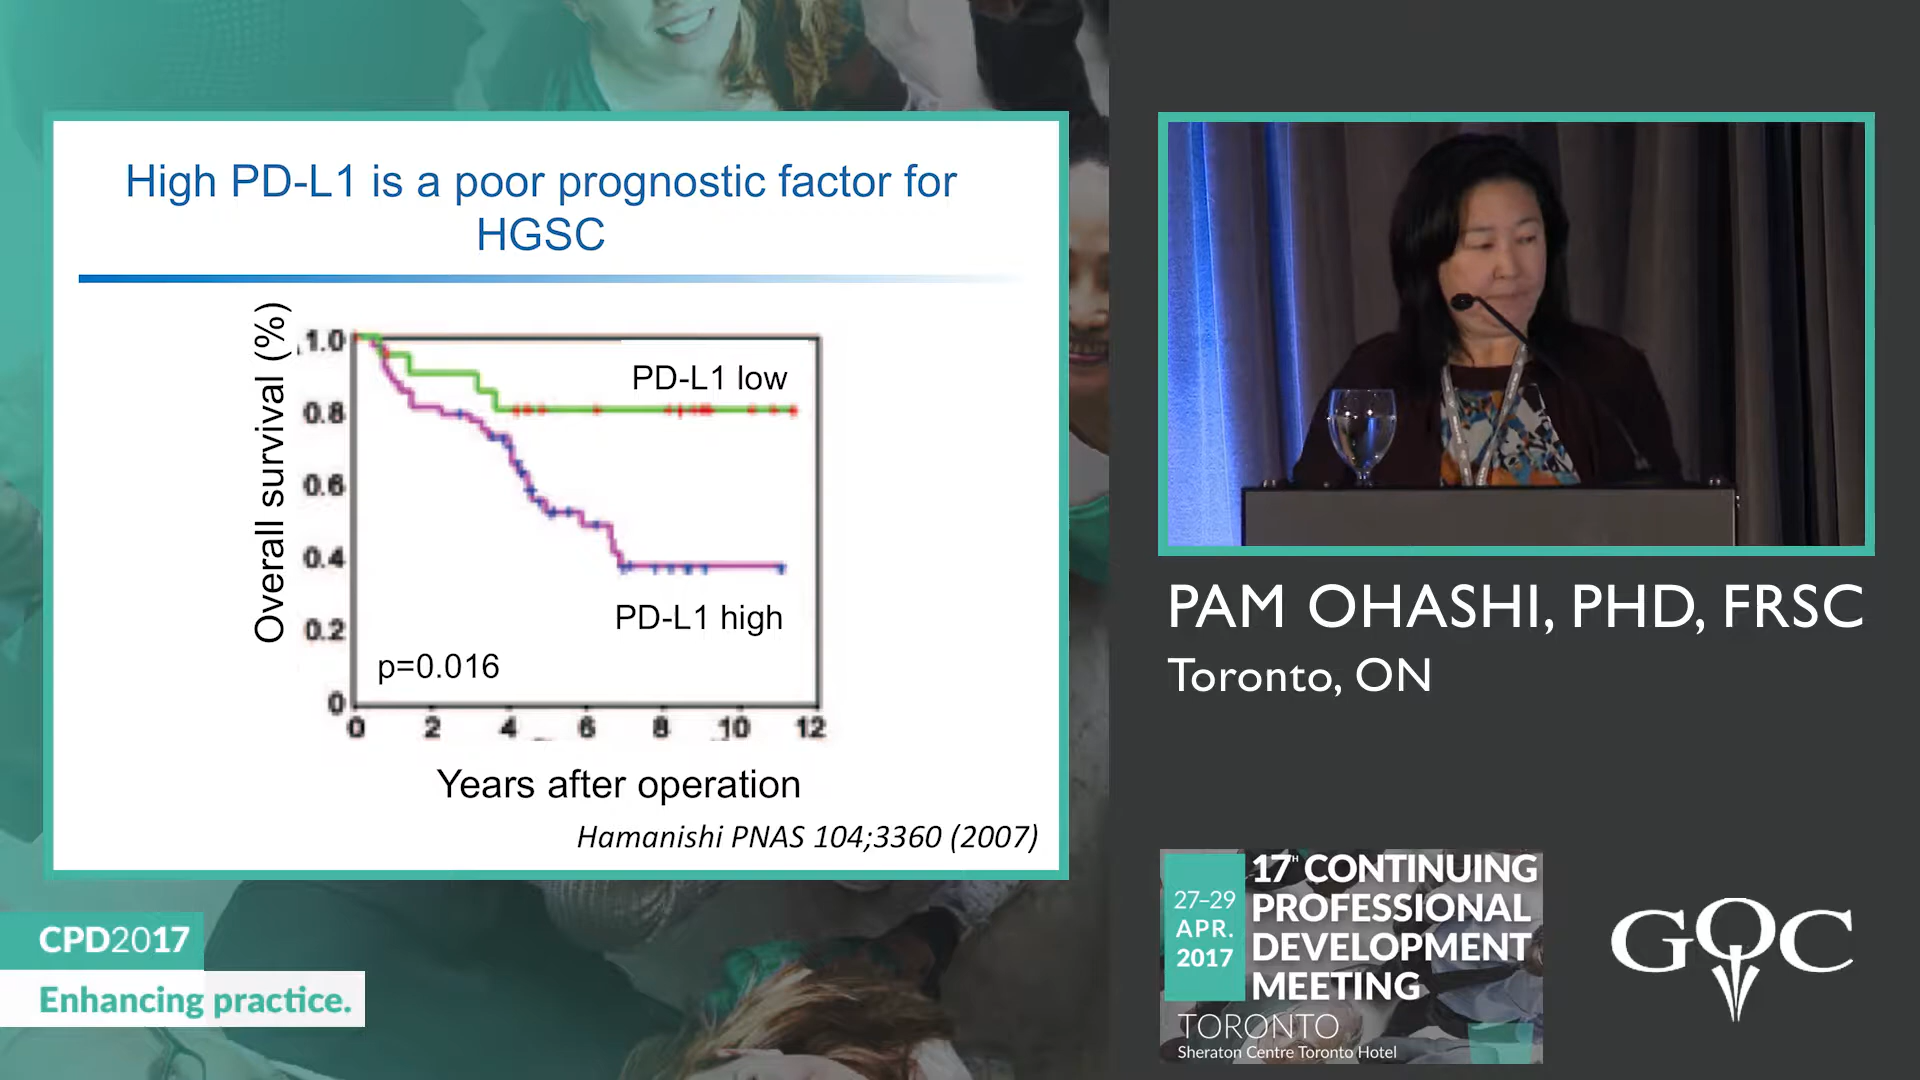 High PD-L1 is a poor prognostic factor for
HGSC
Overall survival (%)
1.0
0.8
0.6
0.4
0.2
0
PD-L1 low
PD-L1 high
p=0.016
0 2 4 6 8 10 12
Years after operation
Hamanishi PNAS 104;3360 (2007)
CPD2017
Enhancing practice.
PAM OHASHI, PHD, FRSC
Toronto, ON
27–29
APR.
2017
17TH CONTINUING
PROFESSIONAL
DEVELOPMENT
MEETING
TORONTO
Sheraton Centre Toronto Hotel
GOC